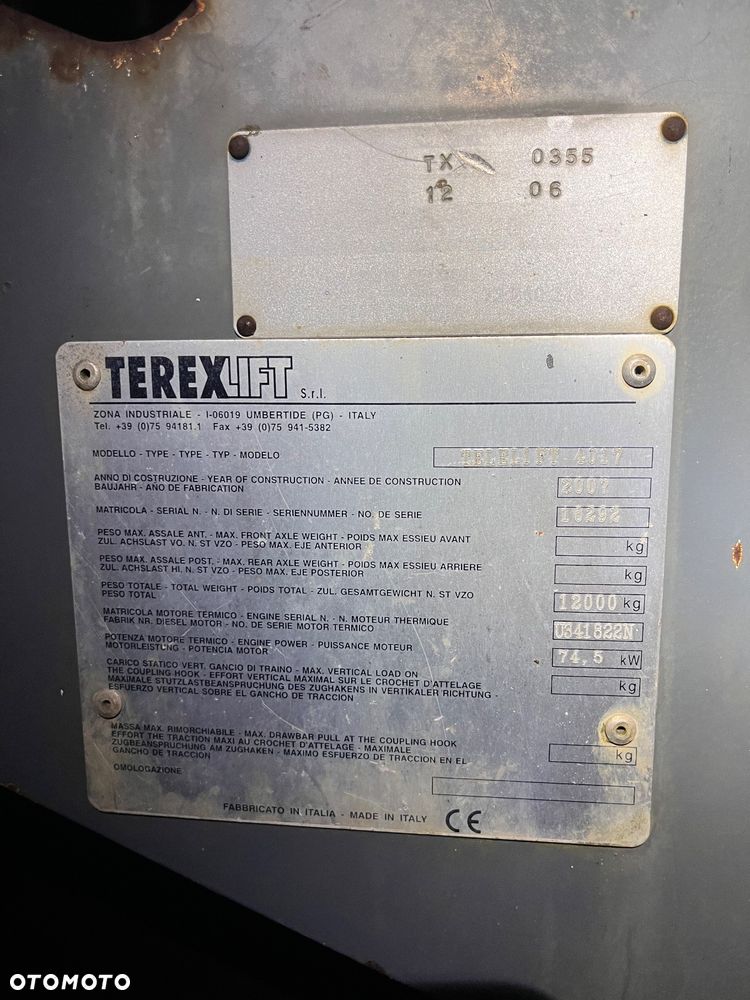 TX 0355
12 06
TEREXLIFT S.r.l.
ZONA INDUSTRIALE - I-06019 UMBERTIDE (PG) - ITALY
Tel. +39 (0)75 94181.1 Fax +39 (0)75 941-5382
MODELLO - TYPE - TYPE - TYP - MODELO TELELIFT-4017
ANNO DI COSTRUZIONE - YEAR OF CONSTRUCTION - ANNEE DE CONSTRUCTION
BAUJAHR - AÑO DE FABRICATION 2007
MATRICOLA - SERIAL N. - N. DI SERIE - SERIENNUMMER - NO. DE SERIE 16292
PESO MAX. ASSALE ANT. - MAX. FRONT AXLE WEIGHT - POIDS MAX ESSIEU AVANT
ZUL. ACHSLAST VO. N. ST VZO - PESO MAX. EJE ANTERIOR kg
PESO MAX. ASSALE POST. - MAX. REAR AXLE WEIGHT - POIDS MAX ESSIEU ARRIERE
ZUL. ACHSLAST HI. N. ST VZO - PESO MAX. EJE POSTERIOR kg
PESO TOTALE - TOTAL WEIGHT - POIDS TOTAL - ZUL. GESAMTGEWICHT N. ST VZO
PESO TOTAL 12000 kg
MATRICOLA MOTORE TERMICO - ENGINE SERIAL N. - N. MOTEUR THERMIQUE
FABRIK NR. DIESEL MOTOR - NO. DE SERIE MOTOR TERMICO U341822N
POTENZA MOTORE TERMICO - ENGINE POWER - PUISSANCE MOTEUR
MOTORLEISTUNG - POTENCIA MOTOR 74,5 kW
CARICO STATICO VERT. GANCIO DI TRAINO - MAX. VERTICAL LOAD ON
THE COUPLING HOOK - EFFORT VERTICAL MAXIMAL SUR LE CROCHET D'ATTELAGE
MAXIMALE STUTZLASTBEANSPRUCHUNG DES ZUGHAKENS IN VERTIKALER RICHTUNG -
ESFUERZO VERTICAL SOBRE EL GANCHO DE TRACCION kg
MASSA MAX. RIMORCHIABILE - MAX. DRAWBAR PULL AT THE COUPLING HOOK
EFFORT THE TRACTION MAXI AU CROCHET D'ATTELAGE - MAXIMALE
ZUGBEANSPRUCHUNG AM ZUGHAKEN - MAXIMO ESFUERZO DE TRACCION EN EL
GANCHO DE TRACCION kg
OMOLOGAZIONE
FABBRICATO IN ITALIA - MADE IN ITALY CE
OTOMOTO